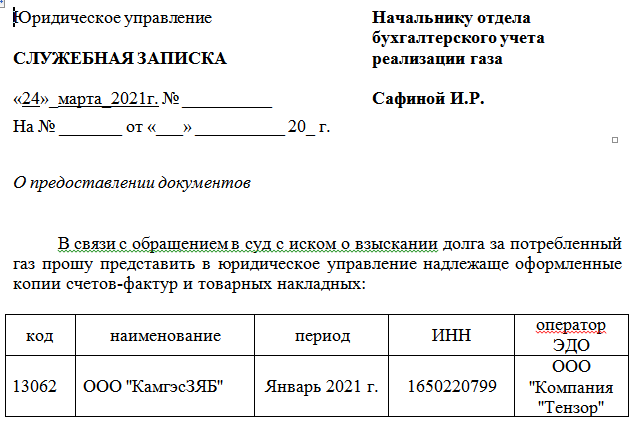 Юридическое управление
Начальнику отдела
бухгалтерского учета
реализации газа
СЛУЖЕБНАЯ ЗАПИСКА
«24»_марта_2021г. № __________
Сафиной И.Р.
На № _______ от «___» __________ 20_ г.
О предоставлении документов
В связи с обращением в суд с иском о взыскании долга за потребленный
газ прошу представить в юридическое управление надлежаще оформленные
копии счетов-фактур и товарных накладных:
код наименование период ИНН оператор ЭДО
13062 ООО "КамгэсЗЯБ" Январь 2021 г. 1650220799 ООО "Компания "Тензор"